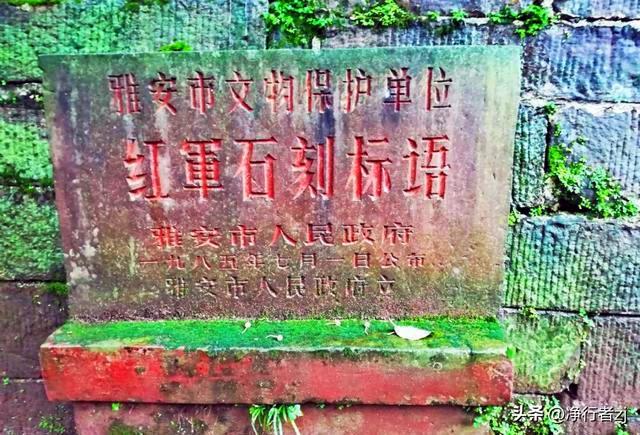 雅安市文物保护单位
红軍石刻标语
雅安市人民政府
一九八五年七月一日公布
雅安市人民政府立
头条 @净行者zj